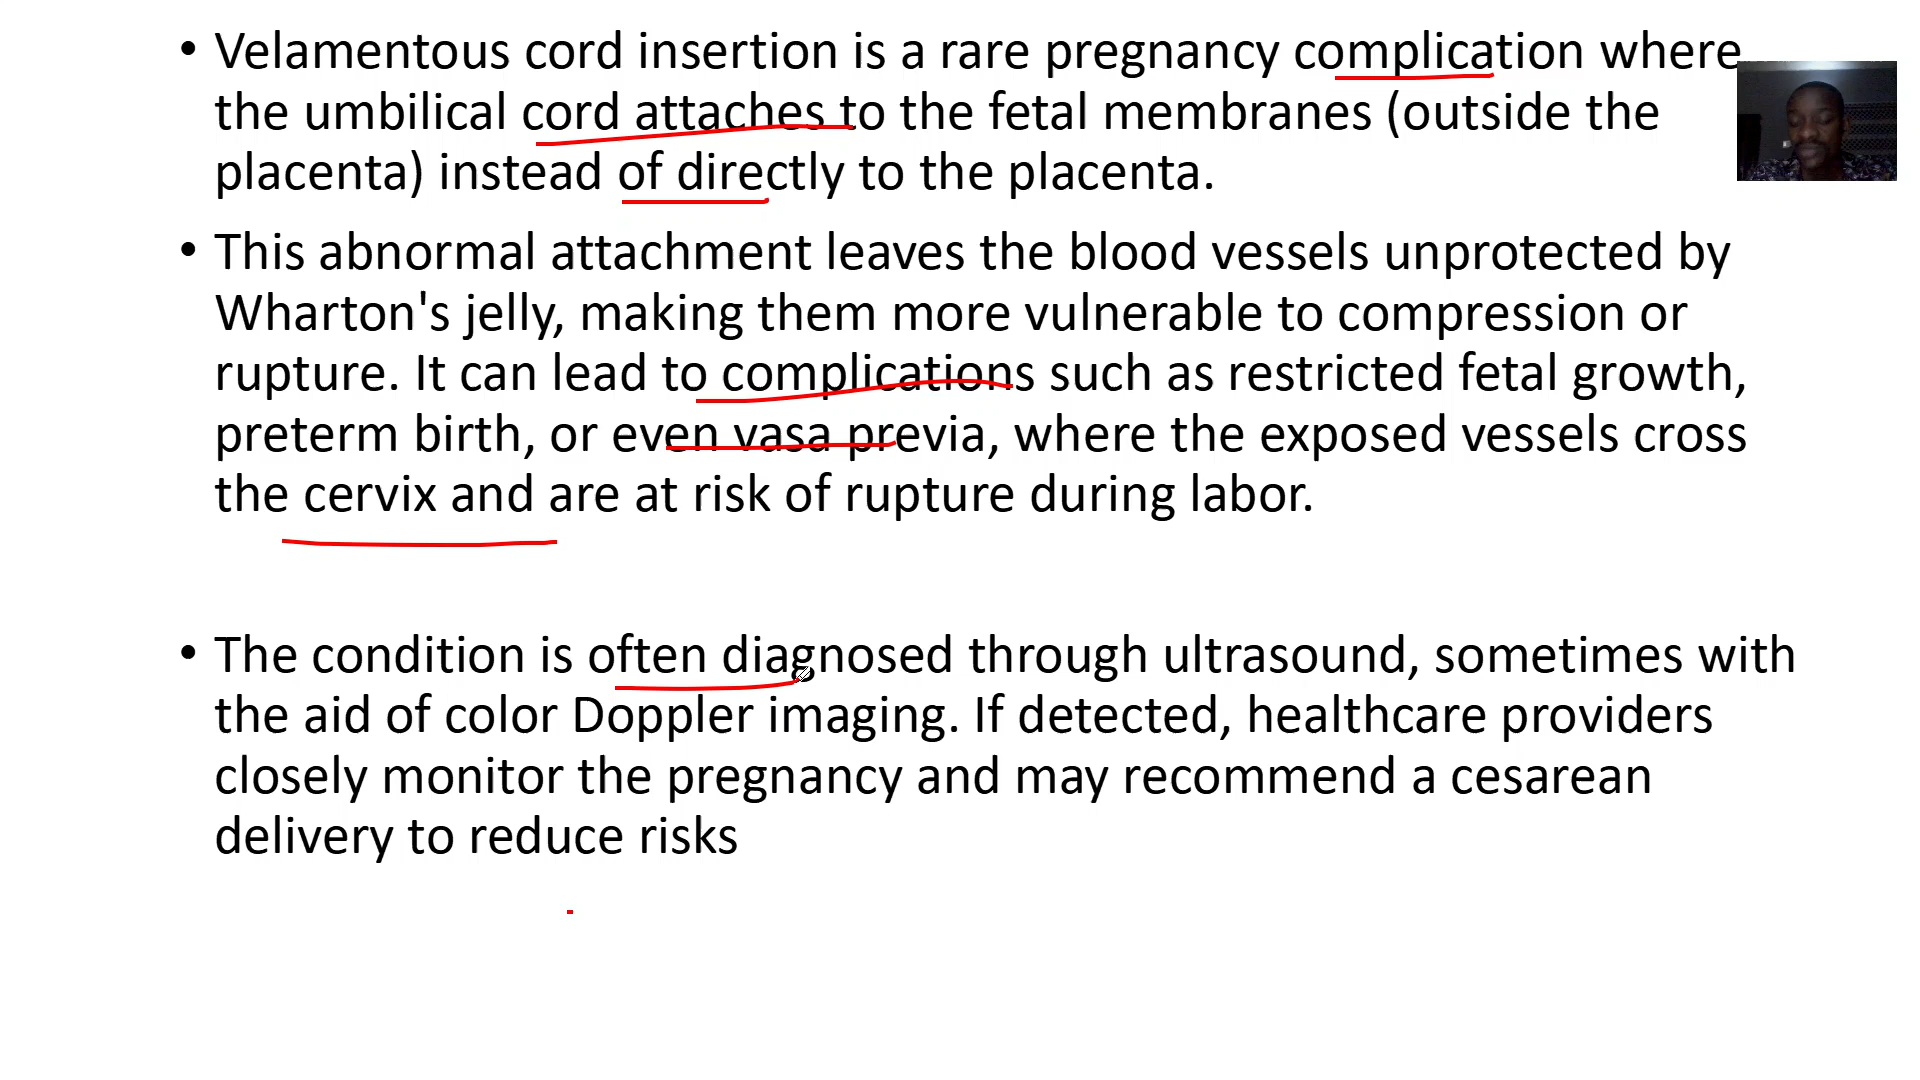 • Velamentous cord insertion is a rare pregnancy complication where
the umbilical cord attaches to the fetal membranes (outside the
placenta) instead of directly to the placenta.
• This abnormal attachment leaves the blood vessels unprotected by
Wharton's jelly, making them more vulnerable to compression or
rupture. It can lead to complications such as restricted fetal growth,
preterm birth, or even vasa previa, where the exposed vessels cross
the cervix and are at risk of rupture during labor.
• The condition is often diagnosed through ultrasound, sometimes with
the aid of color Doppler imaging. If detected, healthcare providers
closely monitor the pregnancy and may recommend a cesarean
delivery to reduce risks